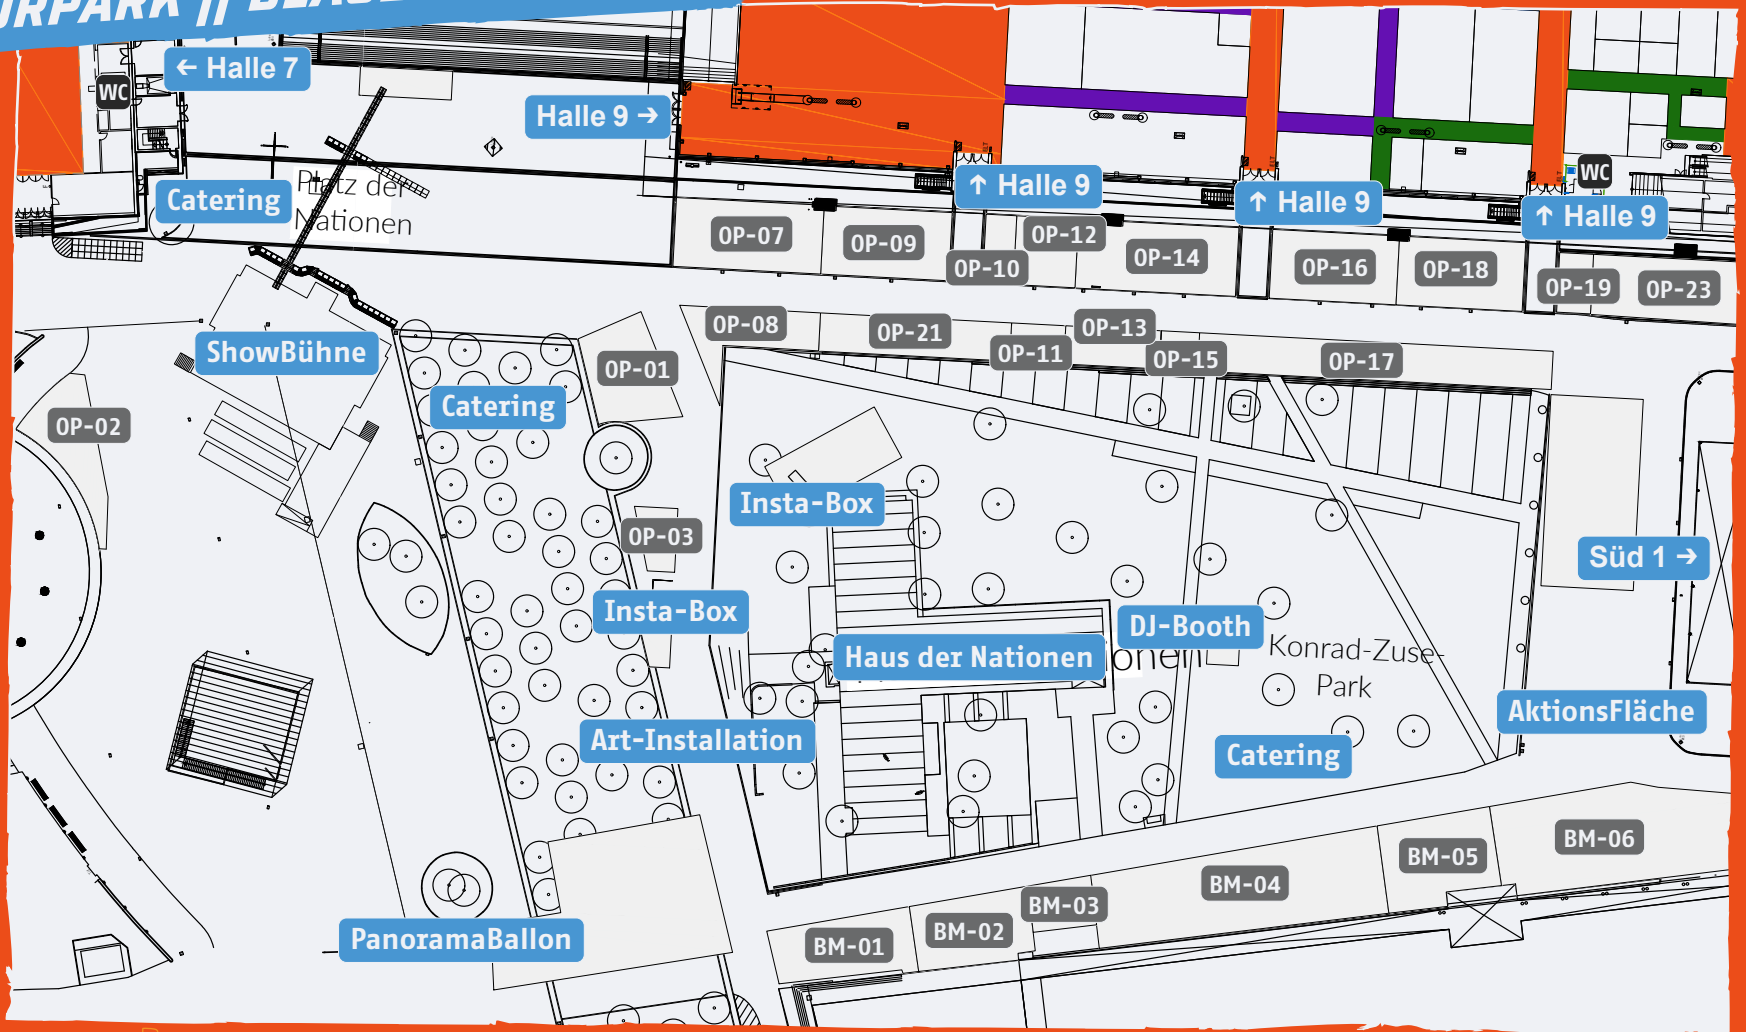 ← Halle 7
WC
Halle 9 →
Catering
Platz der
Nationen
↑ Halle 9
↑ Halle 9
WC
↑ Halle 9
OP-07
OP-09
OP-10
OP-12
OP-14
OP-16
OP-18
OP-19
OP-23
ShowBühne
OP-08
OP-21
OP-11
OP-13
OP-15
OP-17
OP-01
OP-02
Catering
Insta-Box
OP-03
Süd 1 →
Insta-Box
DJ-Booth
Haus der Nationen
Konrad-Zuse-
Park
AktionsFläche
Art-Installation
Catering
BM-06
BM-05
BM-04
BM-03
BM-02
BM-01
PanoramaBallon